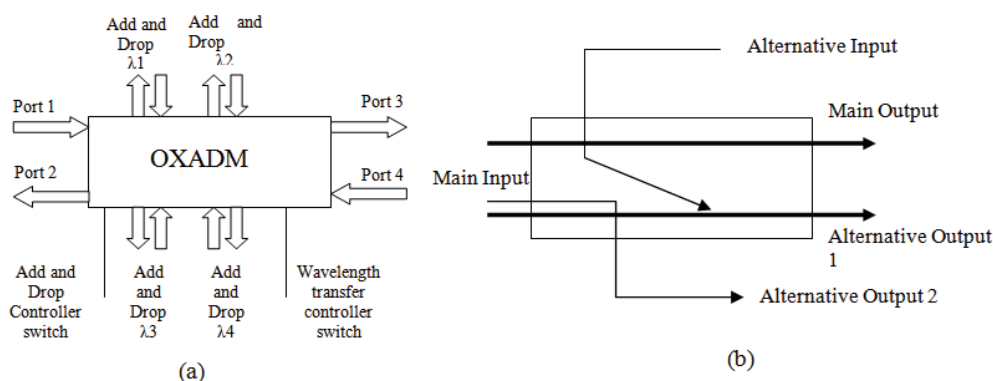 Add and
Drop
λ1
Add and
Drop
λ2
Port 1
Port 3
OXADM
Port 2
Port 4
Add and
Drop
Controller
switch
Add
and
Drop
λ3
Add
and
Drop
λ4
Wavelength
transfer
controller
switch
(a)
Alternative Input
Main Output
Main Input
Alternative Output
1
Alternative Output 2
(b)